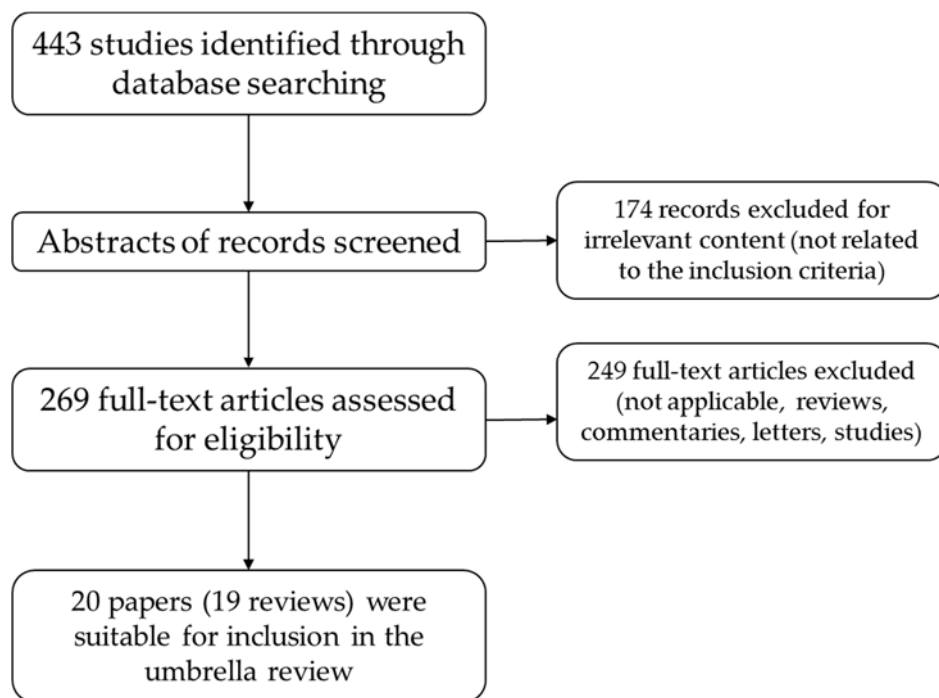 443 studies identified through
database searching
Abstracts of records screened
174 records excluded for
irrelevant content (not related
to the inclusion criteria)
269 full-text articles assessed
for eligibility
249 full-text articles excluded
(not applicable, reviews,
commentaries, letters, studies)
20 papers (19 reviews) were
suitable for inclusion in the
umbrella review